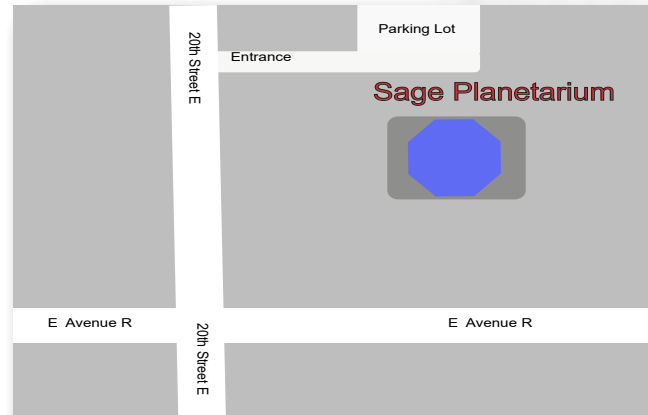 Parking Lot
20th Street E
Entrance
Sage Planetarium
E Avenue R
E Avenue R
20th Street E